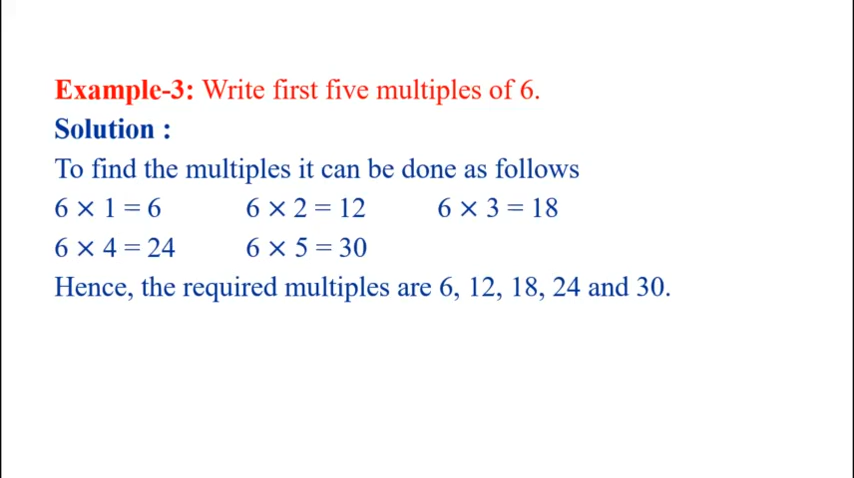 Example-3: Write first five multiples of 6.
Solution :
To find the multiples it can be done as follows
6 × 1 = 6 6 × 2 = 12 6 × 3 = 18
6 × 4 = 24 6 × 5 = 30
Hence, the required multiples are 6, 12, 18, 24 and 30.